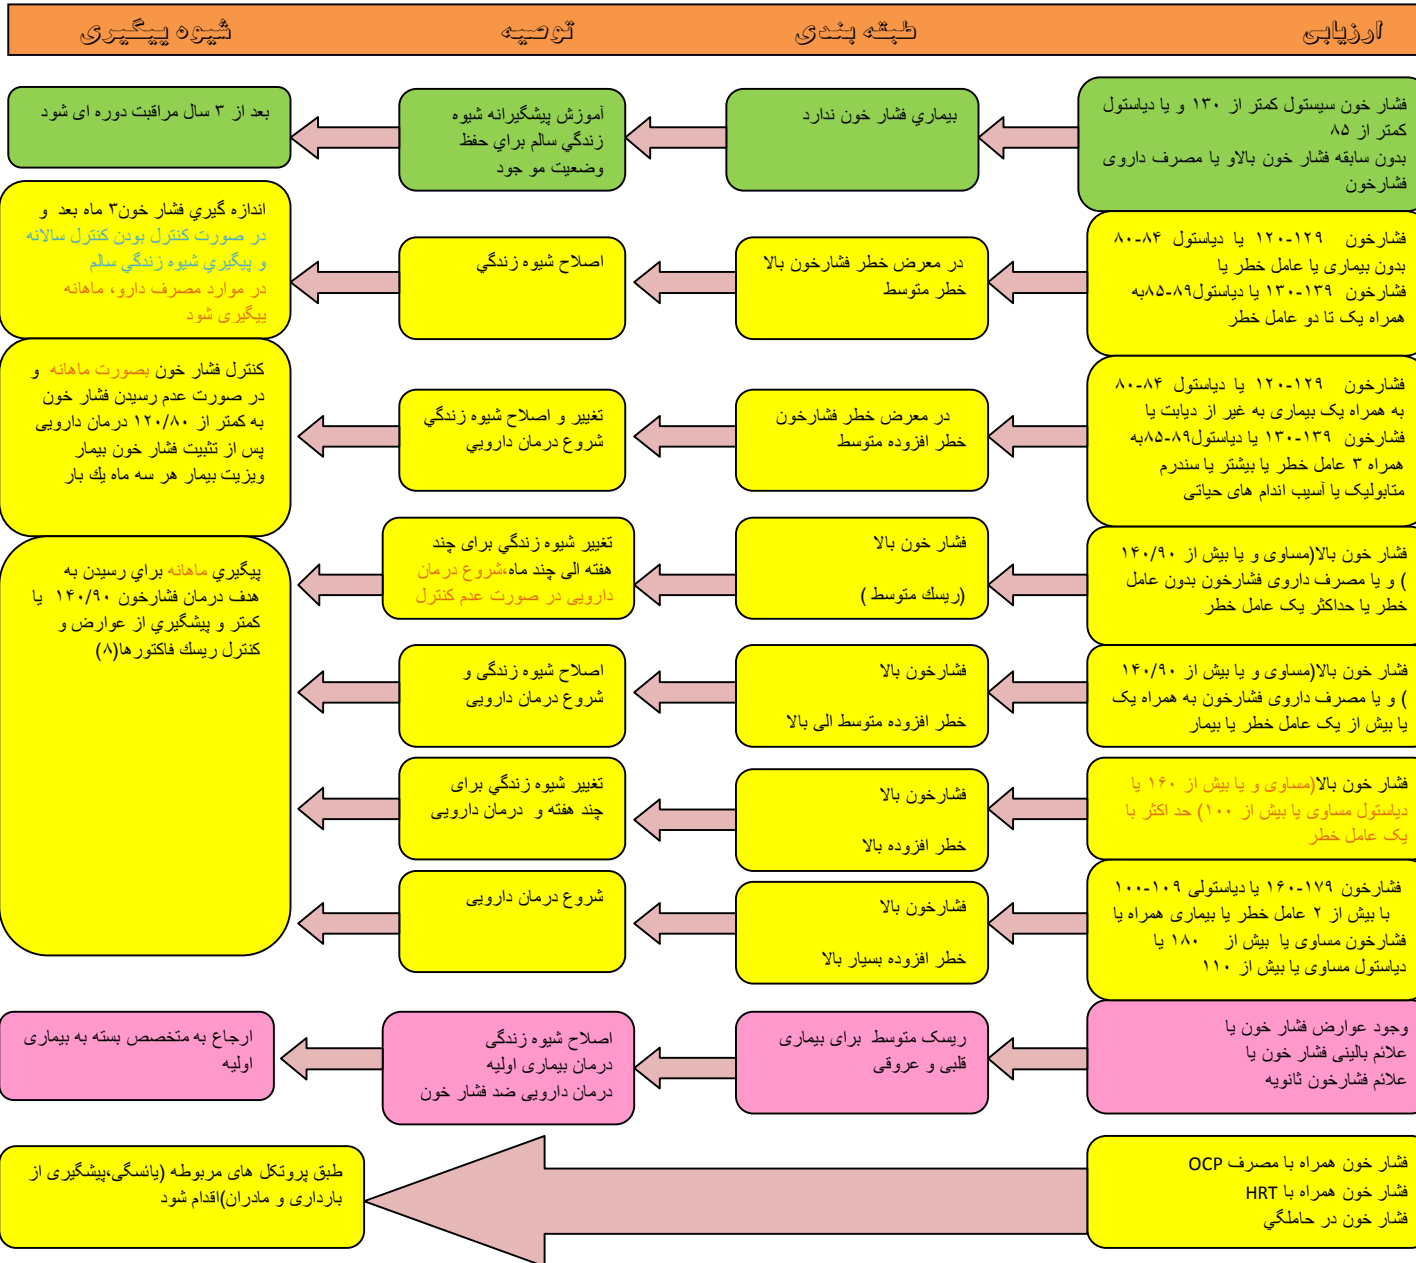 ارزیابی
طبقه بندی
توصیه
شیوه پیگیری
فشار خون سیستول کمتر از ۱۳۰ و یا دیاستول
کمتر از ۸۵
بدون سابقه فشار خون بالاو یا مصرف داروی
فشارخون
بیماري فشار خون ندارد
آموزش پیشگیرانه شیوه
زندگي سالم براي حفظ
وضعیت مو جود
بعد از ۳ سال مراقبت دوره ای شود
فشارخون ۱۲۹-۱۲۰ یا دیاستول ۸۴-۸۰
بدون بیماری یا عامل خطر یا
فشارخون ۱۳۹-۱۳۰ یا دیاستول۸۹-۸۵به
همراه یک تا دو عامل خطر
در معرض خطر فشارخون بالا
خطر متوسط
اصلاح شیوه زندگي
اندازه گیري فشار خون۳ ماه بعد و
در صورت کنترل بودن کنترل سالانه
و پیگیري شیوه زندگي سالم
در موارد مصرف دارو، ماهانه
پیگیری شود
فشارخون ۱۲۹-۱۲۰ یا دیاستول ۸۴-۸۰
به همراه یک بیماری به غیر از دیابت یا
فشارخون ۱۳۹-۱۳۰ یا دیاستول۸۹-۸۵به
همراه ۳ عامل خطر یا بیشتر یا سندرم
متابولیک یا آسیب اندام های حیاتی
در معرض خطر فشارخون
خطر افزوده متوسط
تغییر و اصلاح شیوه زندگي
شروع درمان دارویی
کنترل فشار خون بصورت ماهانه و
در صورت عدم رسیدن فشار خون
به کمتر از ۱۲۰/۸۰ درمان دارویی
پس از تثبیت فشار خون بیمار
ویزیت بیمار هر سه ماه یك بار
فشار خون بالا(مساوی و یا بیش از ۱۴۰/۹۰
) و یا مصرف داروی فشارخون بدون عامل
خطر یا حداکثر یک عامل خطر
فشار خون بالا
(ریسك متوسط )
تغییر شیوه زندگي برای چند
هفته الی چند ماه،شروع درمان
دارویی در صورت عدم کنترل
پیگیري ماهانه براي رسیدن به
هدف درمان فشارخون ۱۴۰/۹۰ یا
کمتر و پیشگیري از عوارض و
کنترل ریسك فاکتورها(۸)
فشار خون بالا(مساوی و یا بیش از ۱۴۰/۹۰
) و یا مصرف داروی فشارخون به همراه یک
یا بیش از یک عامل خطر یا بیمار
فشارخون بالا
خطر افزوده متوسط الی بالا
اصلاح شیوه زندگی و
شروع درمان دارویی
فشار خون بالا(مساوی و یا بیش از ۱۶۰ یا
دیاستول مساوی یا بیش از ۱۰۰) حد اکثر با
یک عامل خطر
فشارخون بالا
خطر افزوده بالا
تغییر شیوه زندگي برای
چند هفته و درمان دارویی
فشارخون ۱۷۹-۱۶۰ یا دیاستولی ۱۰۹-۱۰۰
با بیش از ۲ عامل خطر یا بیماری همراه یا
فشارخون مساوی یا بیش از ۱۸۰ یا
دیاستول مساوی یا بیش از ۱۱۰
فشارخون بالا
خطر افزوده بسیار بالا
شروع درمان دارویی
وجود عوارض فشار خون یا
علائم بالینی فشار خون یا
علائم فشارخون ثانویه
ریسک متوسط برای بیماری
قلبی و عروقی
اصلاح شیوه زندگی
درمان بیماری اولیه
درمان دارویی ضد فشار خون
ارجاع به متخصص بسته به بیماری
اولیه
فشار خون همراه با مصرف OCP
فشار خون همراه با HRT
فشار خون در حاملگي
طبق پروتکل های مربوطه (یائسگی،پیشگیری از
بارداری و مادران)اقدام شود